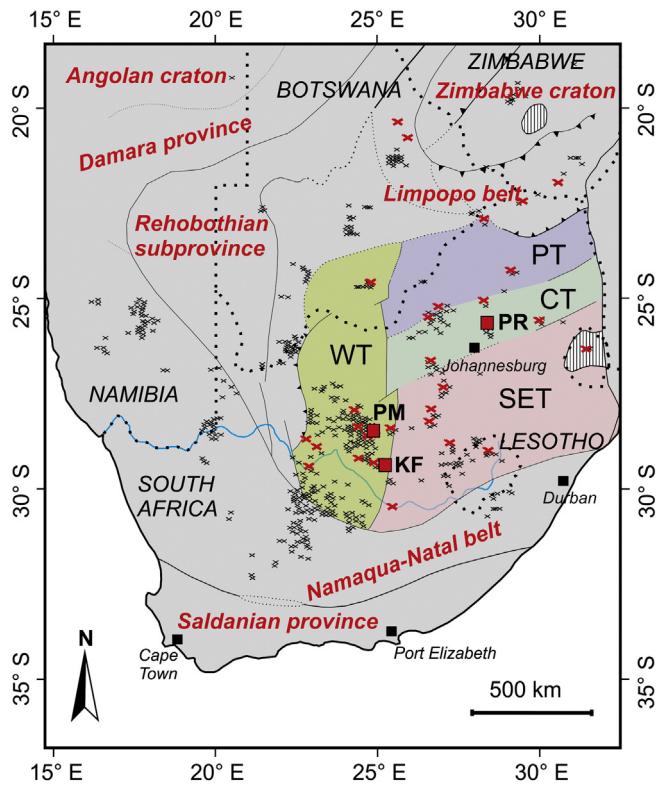 15° E 20° E 25° E 30° E
ZIMBABWE
Angolan craton
BOTSWANA
Zimbabwe craton
20° S
20° S
Damara province
Limpopo belt
Rehobothian
subprovince
PT
25° S
25° S
CT
PR
WT
Johannesburg
NAMIBIA
SET
PM
LESOTHO
KF
SOUTH
AFRICA
30° S
30° S
Durban
Namaqua-Natal belt
Saldanian province
N
Cape
Town
Port Elizabeth
35° S
35° S
500 km
15° E 20° E 25° E 30° E